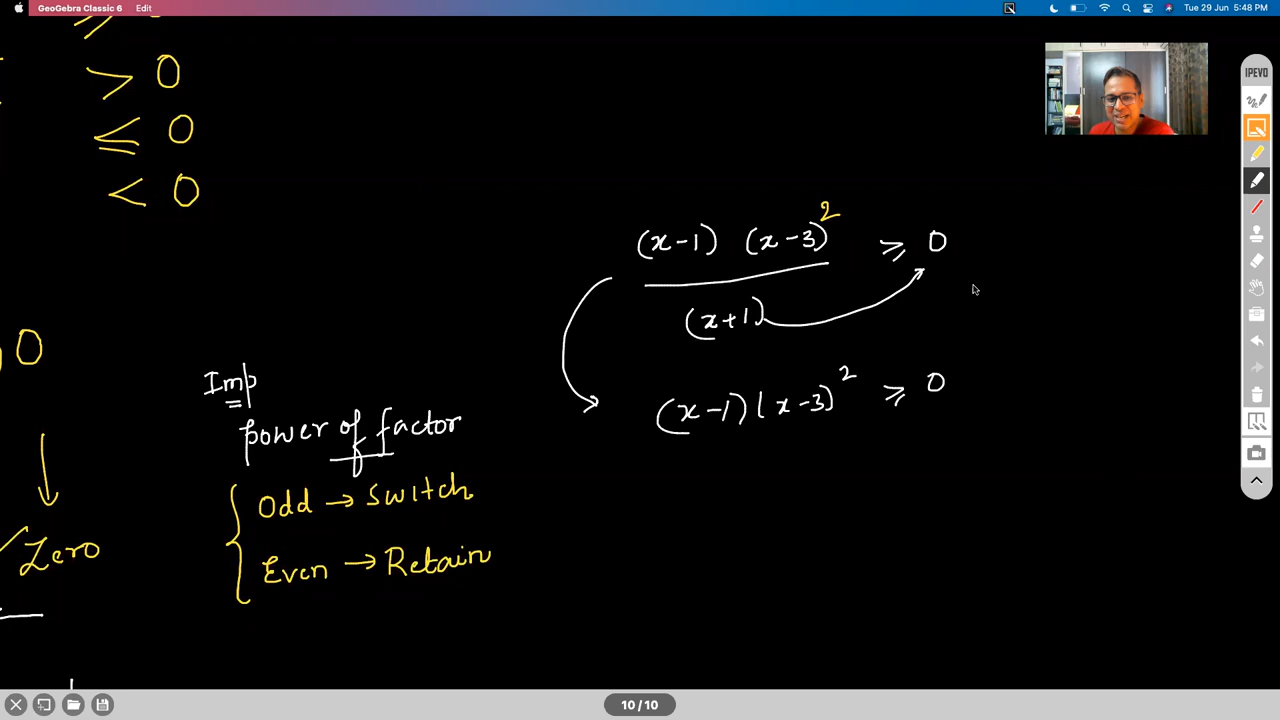 GeoGebra Classic 6 Edit
Tue 29 Jun 5:48 PM
IPEVO
> 0
≤ 0
< 0
(x-1) (x-3)² ≥ 0
(x+1)
(x-1)(x-3)² ≥ 0
0
Imp
power of factor
Odd → Switch
Even → Retain
Zero
10 / 10